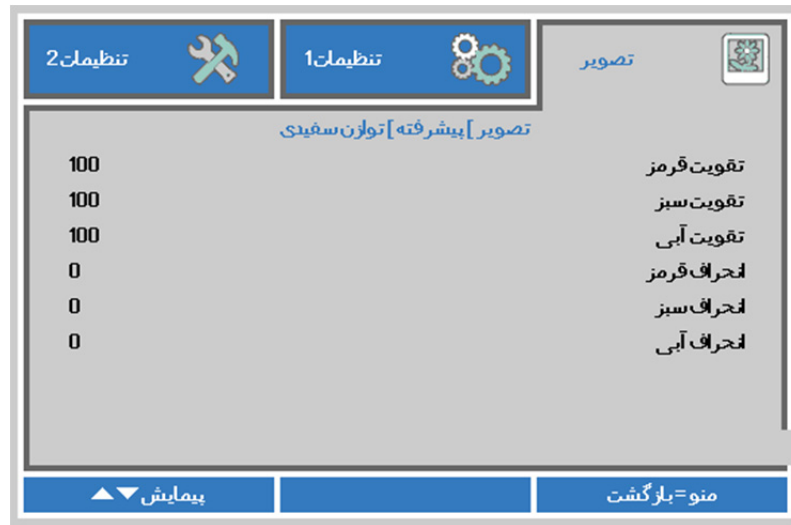 تصویر
تنظیمات1
تنظیمات2
تصویر]پیشرفته]توازن سفیدی
تقویت قرمز 100
تقویت سبز 100
تقویت آبی 100
انحراف قرمز 0
انحراف سبز 0
انحراف آبی 0
منو=بازگشت
پیمایش▼▲